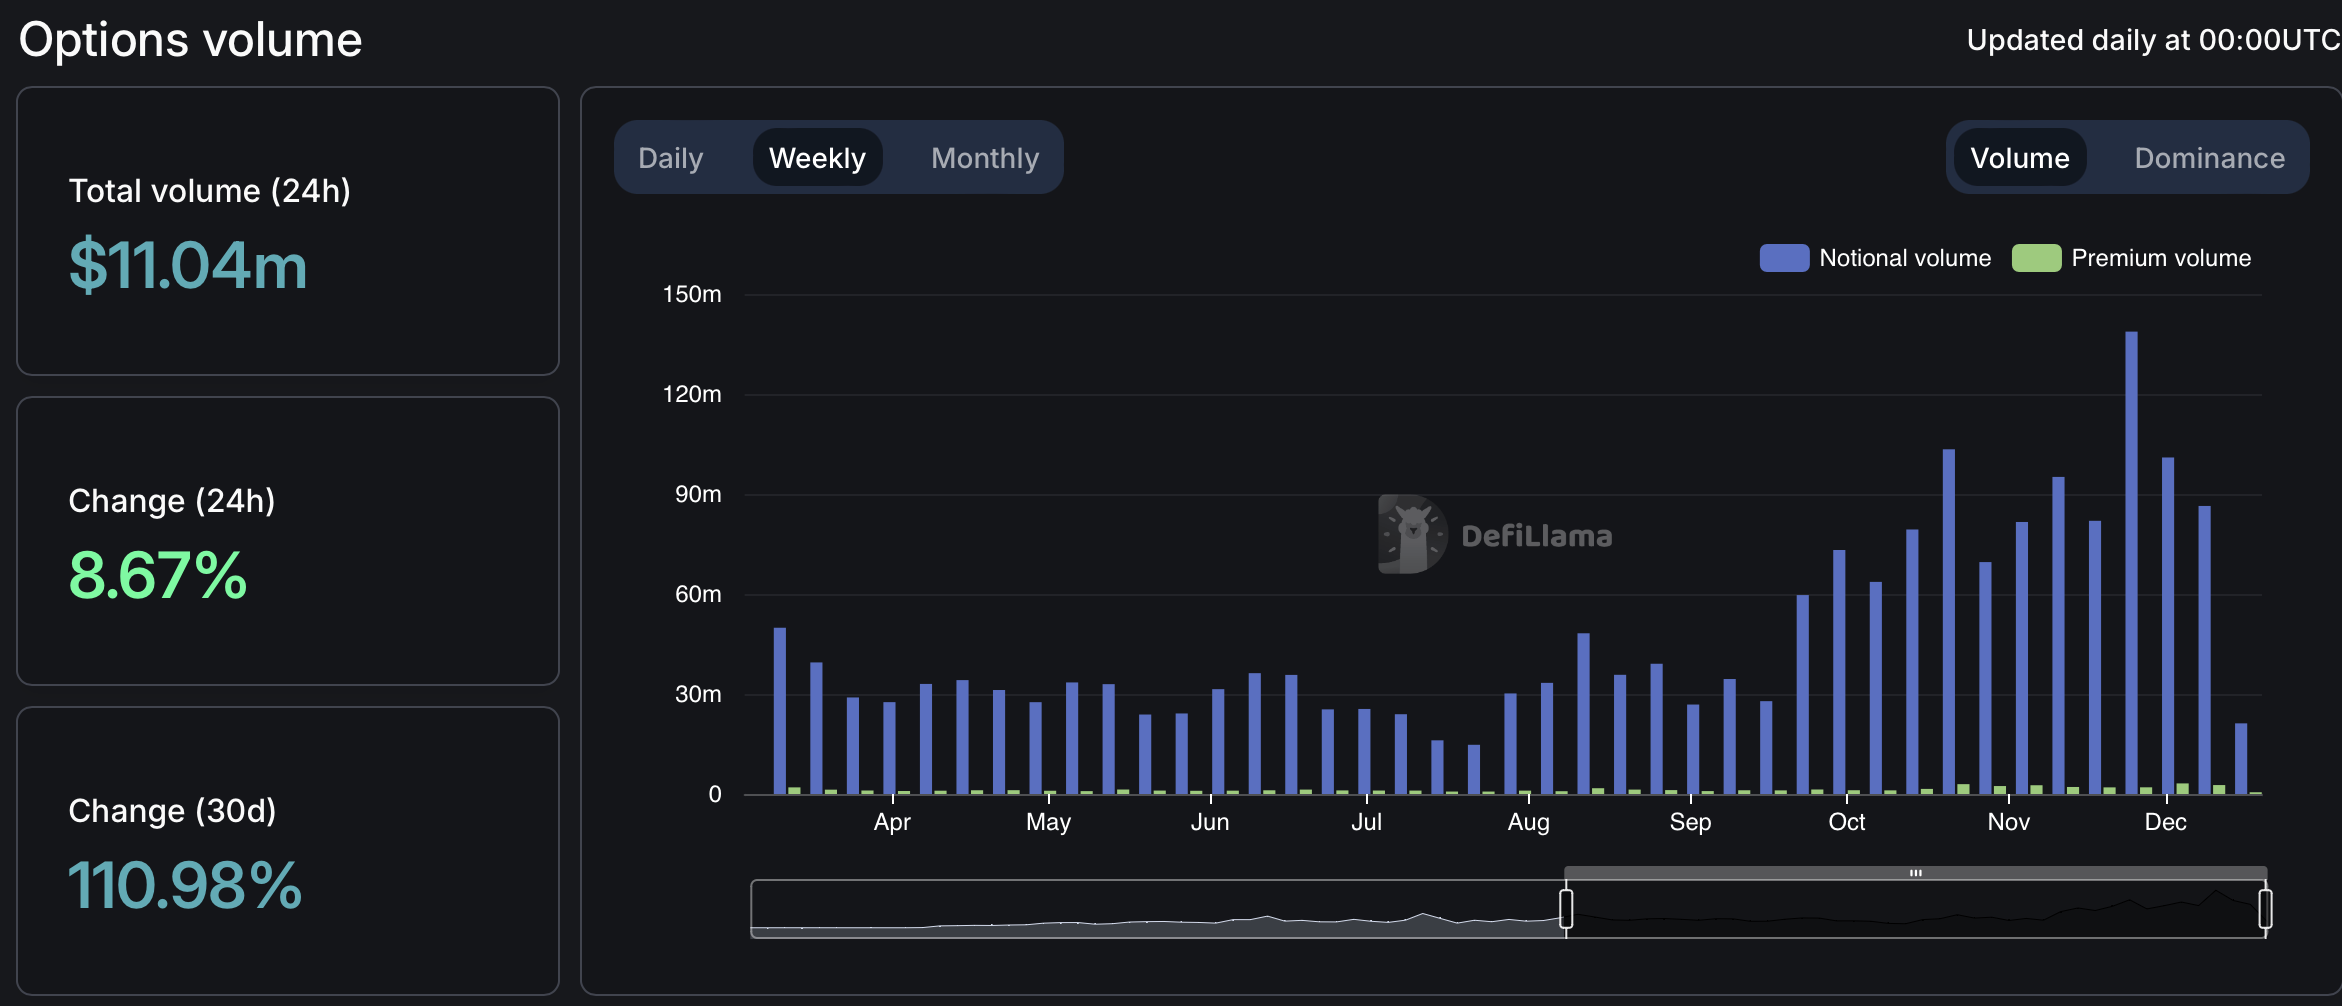 Options volume
Updated daily at 00:00UTC
Total volume (24h)
$11.04m
Change (24h)
8.67%
Change (30d)
110.98%
Daily Weekly Monthly
Volume Dominance
Notional volume Premium volume
150m
120m
90m
60m
30m
0
DefiLlama
Apr May Jun Jul Aug Sep Oct Nov Dec